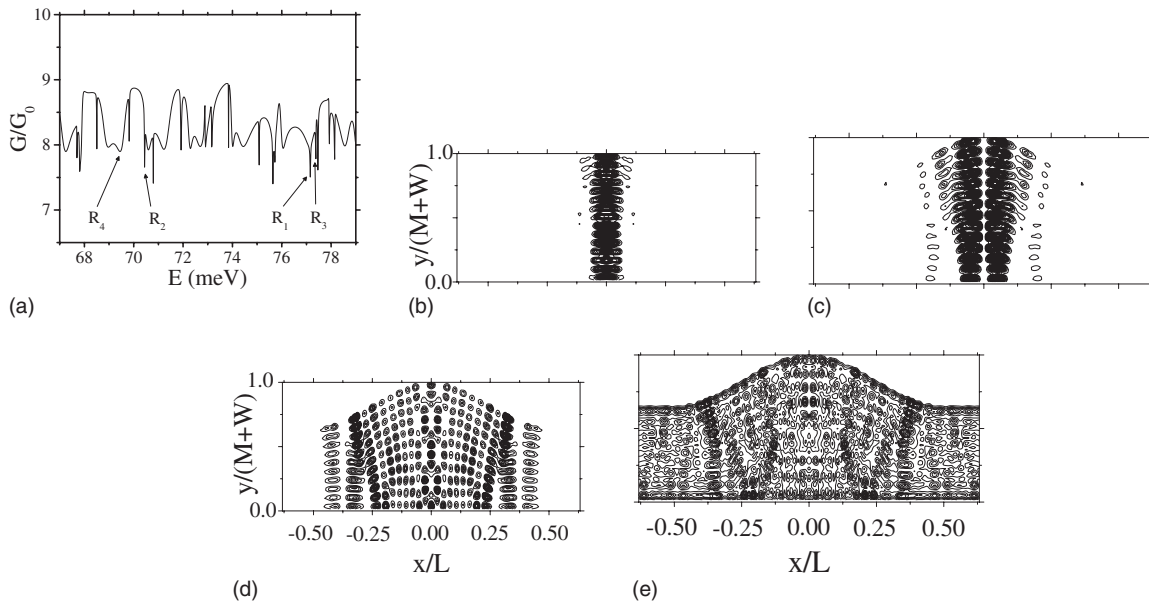 10
9
8
7
G/G0
68 70 72 74 76 78
E (meV)
R4
R2
R1
R3
(a)
1.0
0.0
y/(M+W)
(b)
(c)
1.0
0.0
y/(M+W)
-0.50 -0.25 0.00 0.25 0.50
x/L
(d)
-0.50 -0.25 0.00 0.25 0.50
x/L
(e)